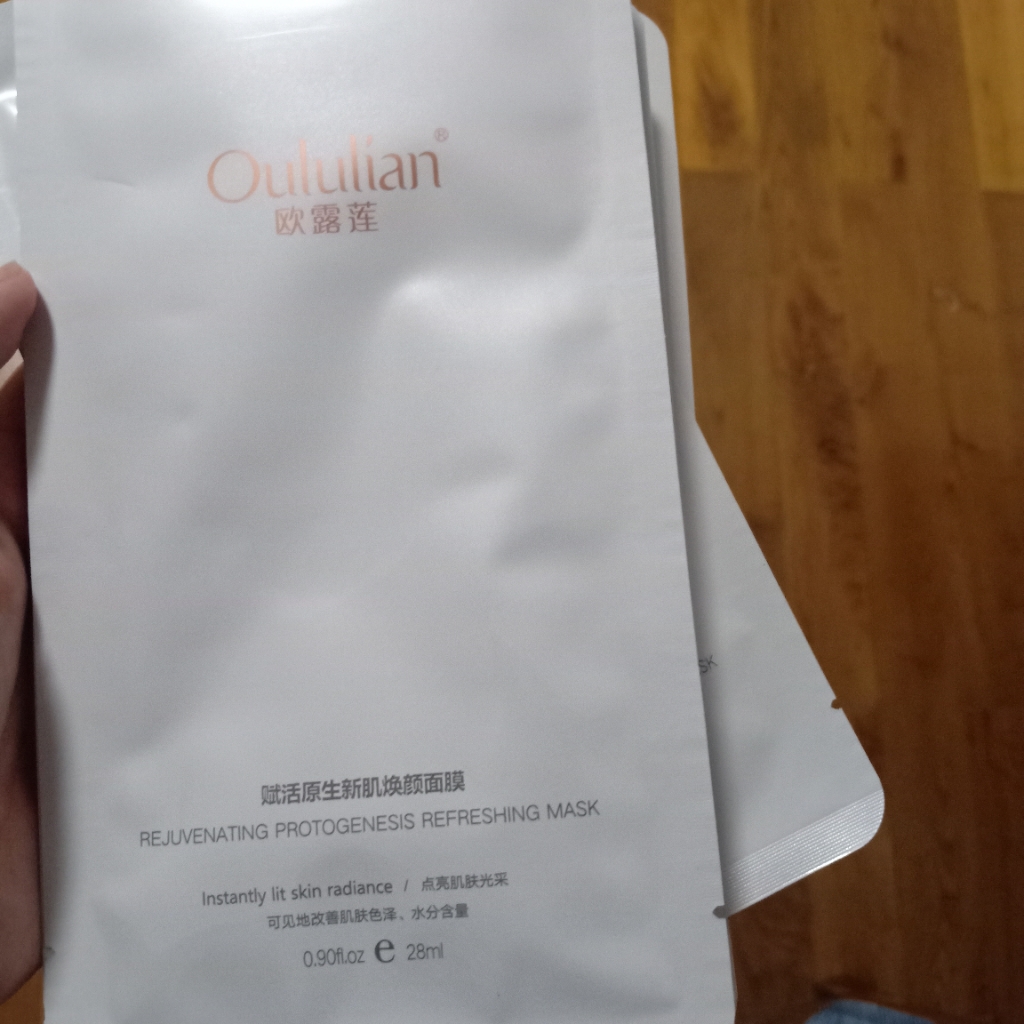 Oululian®
欧露莲
赋活原生新肌焕颜面膜
REJUVENATING PROTOGENESIS REFRESHING MASK
Instantly lit skin radiance / 点亮肌肤光采
可见地改善肌肤色泽、水分含量
0.90fl.oz e 28ml
SK